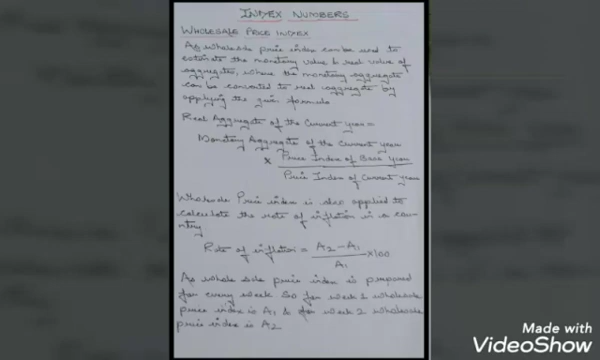 INDEX NUMBERS
WHOLESALE PRICE INDEX
As wholesale price index can be used to
estimate the monetary value & real value of
aggregates, where the monetary aggregate
can be converted to real aggregate by
applying the given formula
Real Aggregate of the Current year =
Monetary Aggregate of the Current year
× Price Index of Base Year
Price Index of Current year
Wholesale Price index is also applied to
calculate the rate of inflation in a cou-
ntry
Rate of inflation = A2 - A1 ×100
A1
As whole sale price index is prepared
for every week So for week 1 wholesale
price index is A1 & for week 2 wholesale
price index is A2
Made with
VideoShow